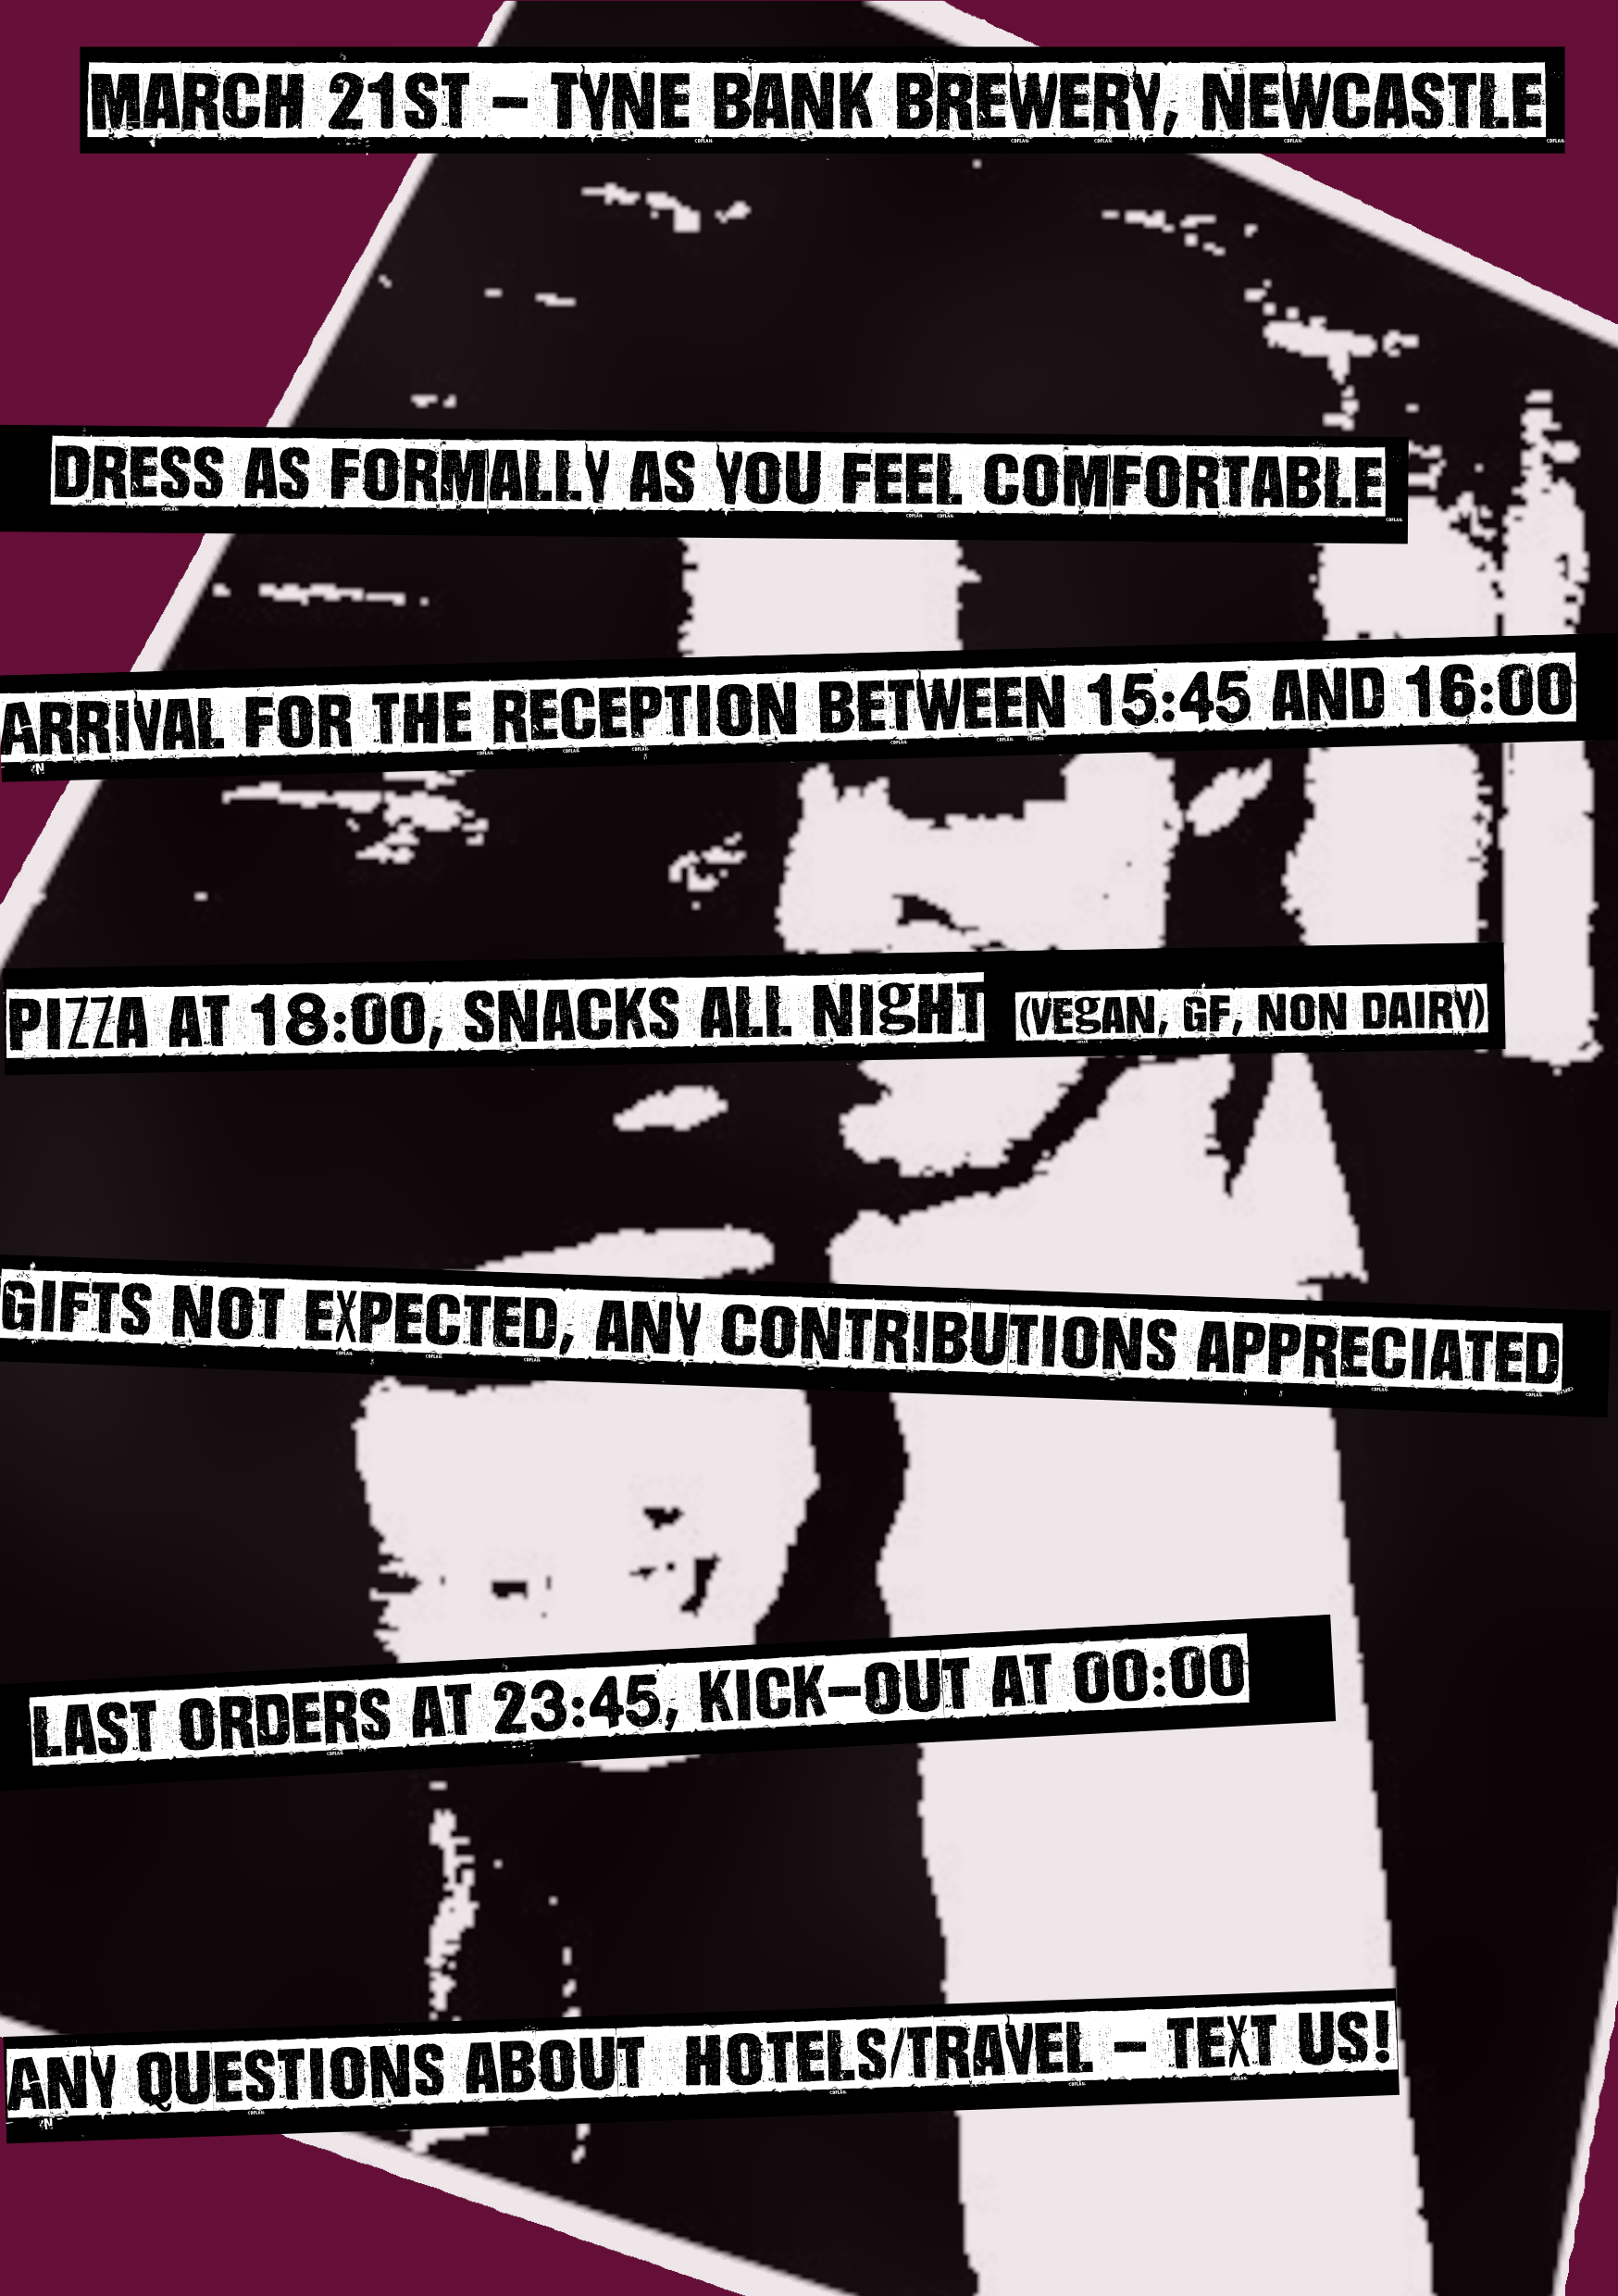 MARCH 21ST – TYNE BANK BREWERY, NEWCASTLE
DRESS AS FORMALLY AS YOU FEEL COMFORTABLE
ARRIVAL FOR THE RECEPTION BETWEEN 15:45 AND 16:00
PIZZA AT 18:00, SNACKS ALL NIgHT (VEgAN, GF, NON DAIRY)
GIFTS NOT EXPECTED, ANY CONTRIBUTIONS APPRECIATED
LAST ORDERS AT 23:45, KICK–OUT AT 00:00
ANY QUESTIONS ABOUT HOTELS/TRAVEL – TEXT US!